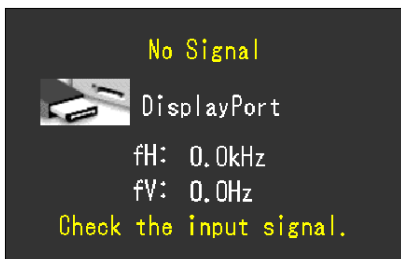 No Signal
DisplayPort
fH: 0.0kHz
fV: 0.0Hz
Check the input signal.